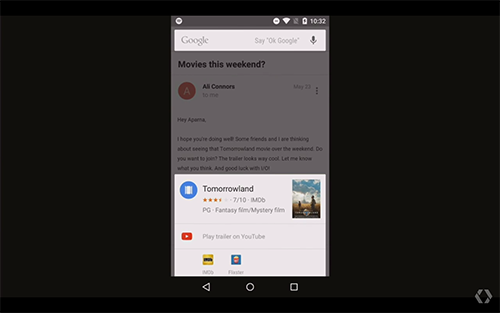 10:32
Google Say "Ok Google"
Movies this weekend?
A
Ali Connors May 23
to me
Hey Aparna,
I hope you're doing well! Some friends and I are thinking
about seeing that Tomorrowland movie over the weekend. Do
you want to join? The trailer looks way cool. Let me know
what you think. And good luck with I/O!
Tomorrowland
7/10 · IMDb
PG · Fantasy film/Mystery film
Play trailer on YouTube
IMDb Flixster